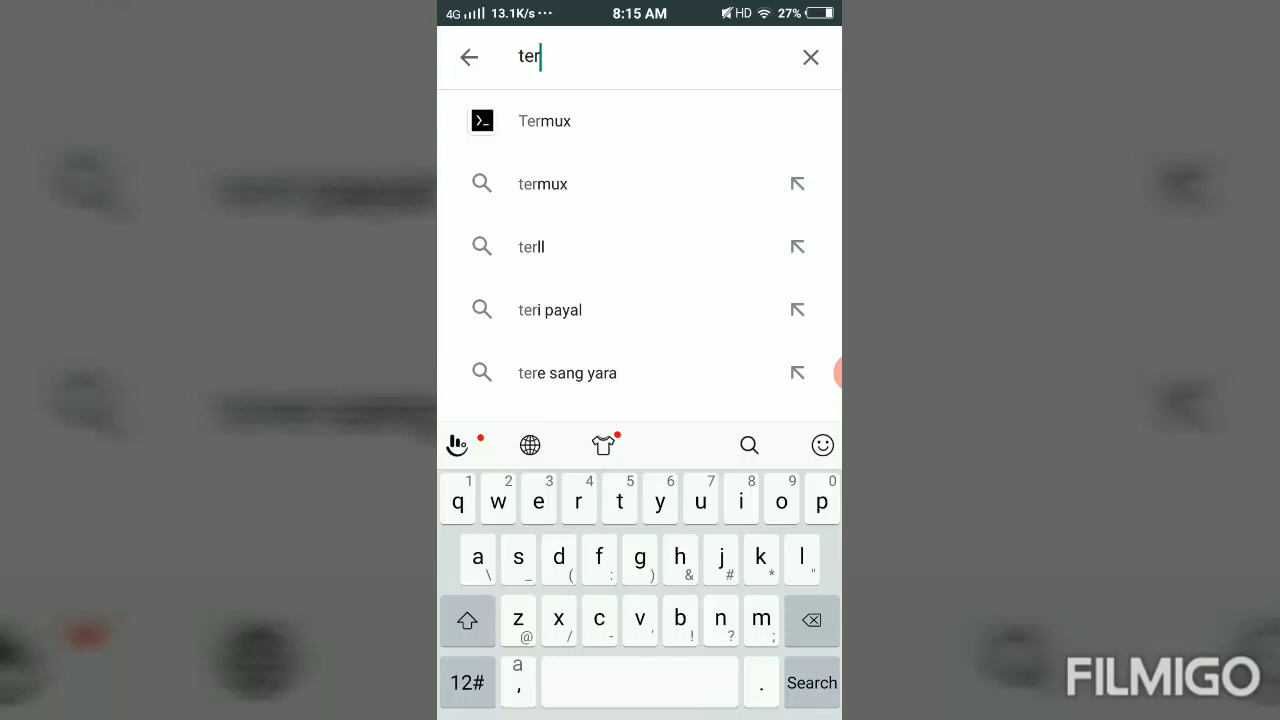 4G 13.1K/s ... 8:15 AM HD 27%
ter
Termux
termux
terll
teri payal
tere sang yara
1 2 3 4 5 6 7 8 9 0
q w e r t y u i o p
a s d f g h j k l
\ _ ( : ) & # * "
z x c v b n m
@ / - ' ! ? ;
12# a , . Search
FILMIGO